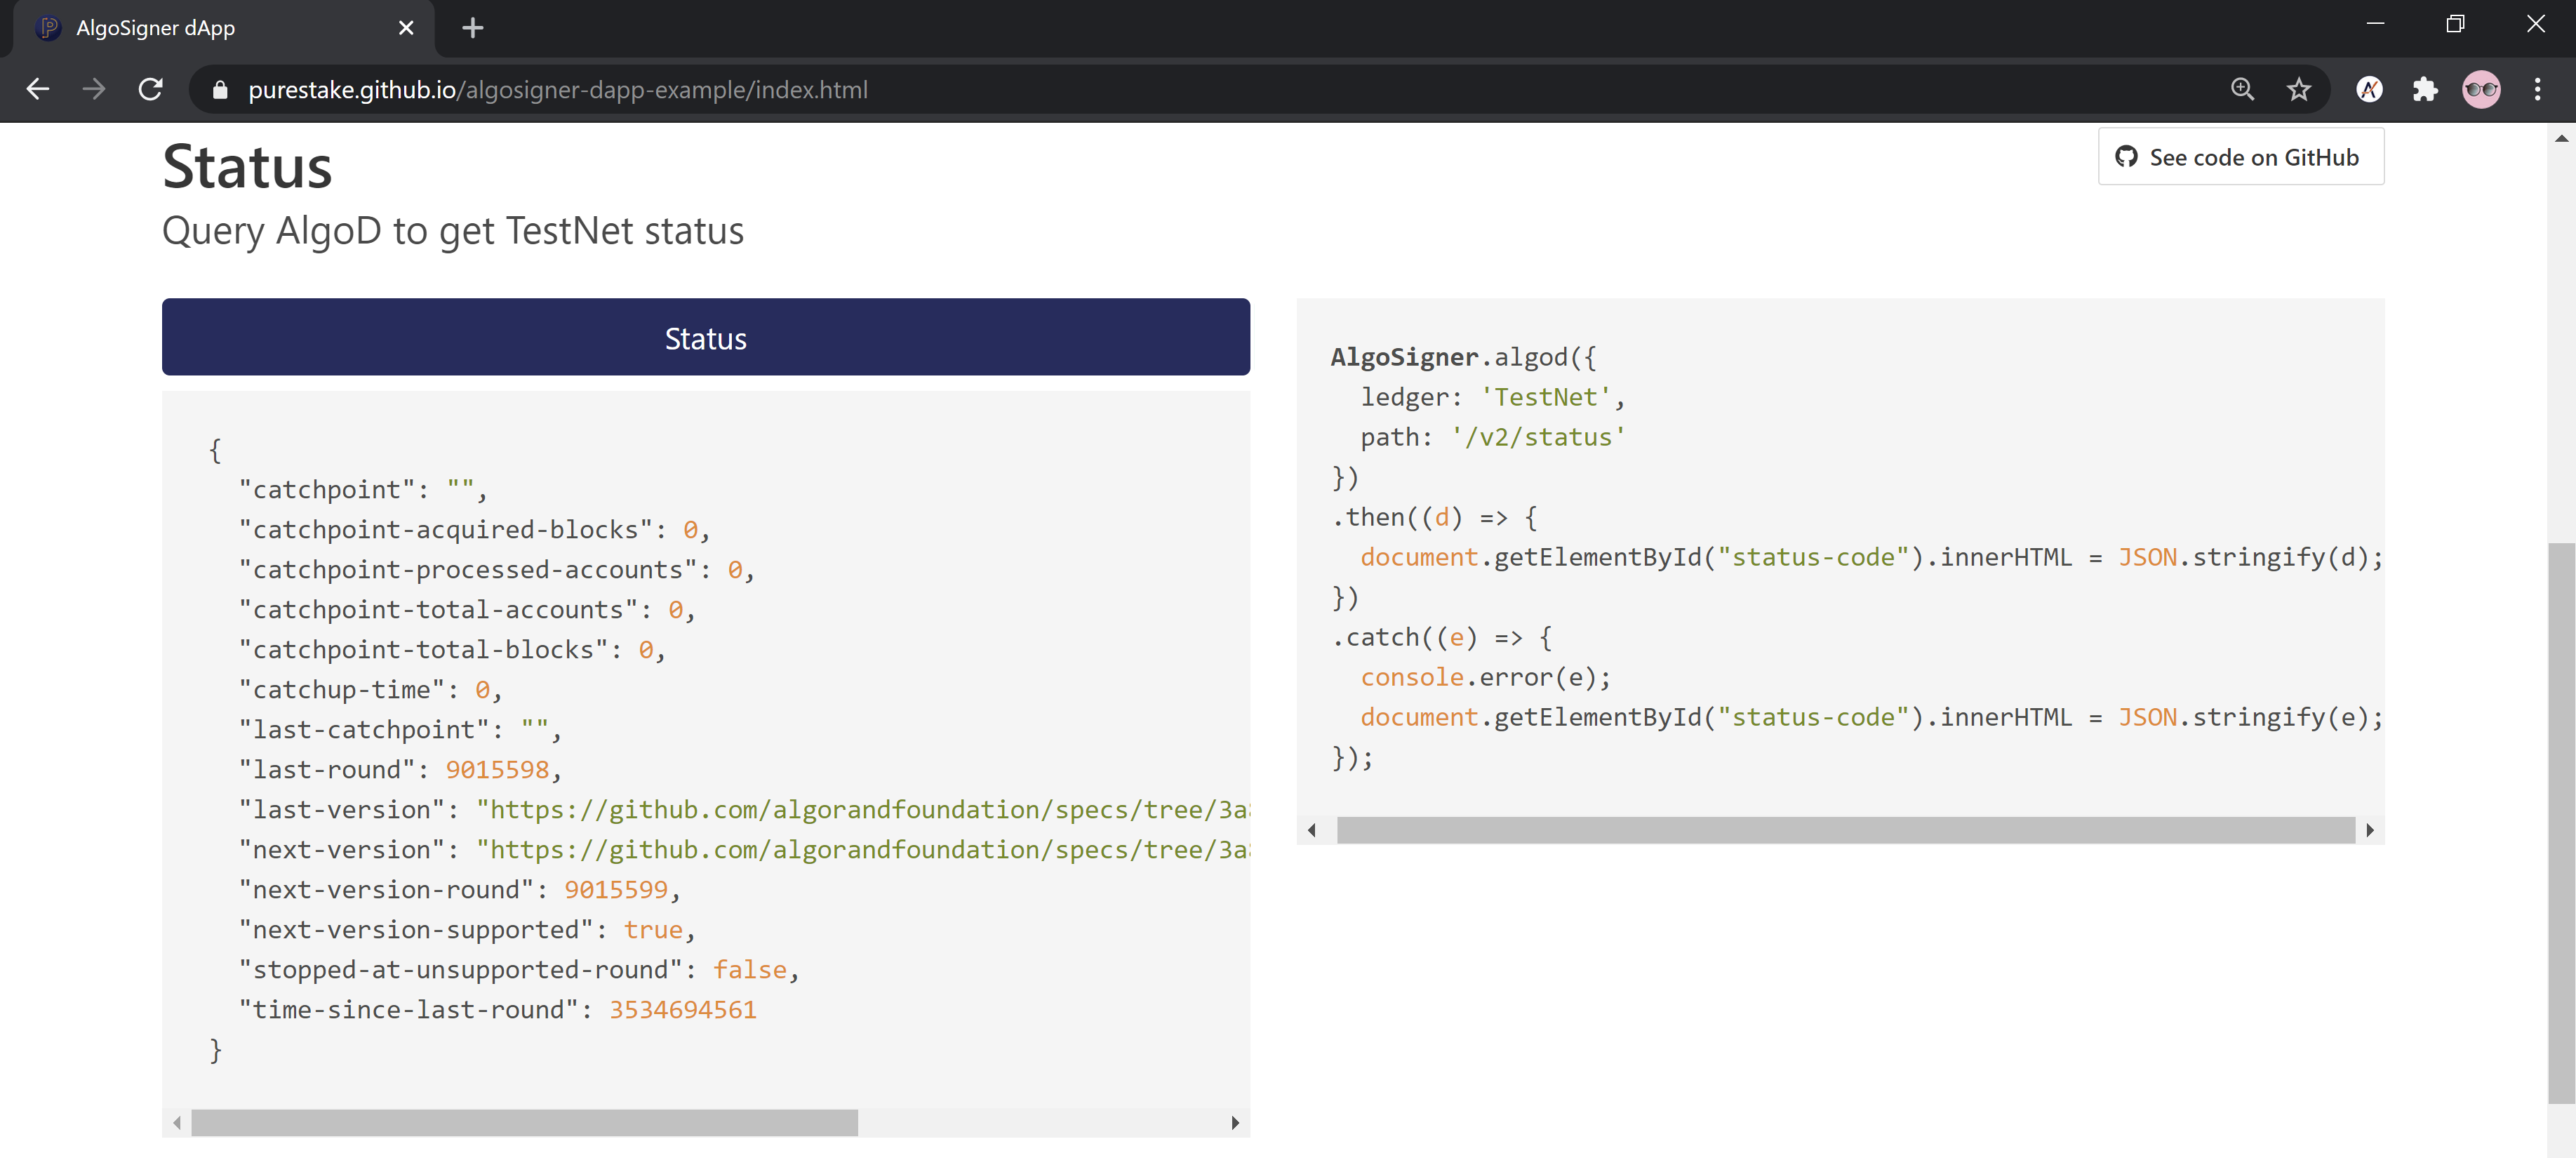 AlgoSigner dApp
purestake.github.io/algosigner-dapp-example/index.html
Status
See code on GitHub
Query AlgoD to get TestNet status
Status
{
"catchpoint": "",
"catchpoint-acquired-blocks": 0,
"catchpoint-processed-accounts": 0,
"catchpoint-total-accounts": 0,
"catchpoint-total-blocks": 0,
"catchup-time": 0,
"last-catchpoint": "",
"last-round": 9015598,
"last-version": "https://github.com/algorandfoundation/specs/tree/3a
"next-version": "https://github.com/algorandfoundation/specs/tree/3a
"next-version-round": 9015599,
"next-version-supported": true,
"stopped-at-unsupported-round": false,
"time-since-last-round": 3534694561
}
AlgoSigner.algod({
ledger: 'TestNet',
path: '/v2/status'
})
.then((d) => {
document.getElementById("status-code").innerHTML = JSON.stringify(d);
})
.catch((e) => {
console.error(e);
document.getElementById("status-code").innerHTML = JSON.stringify(e);
});